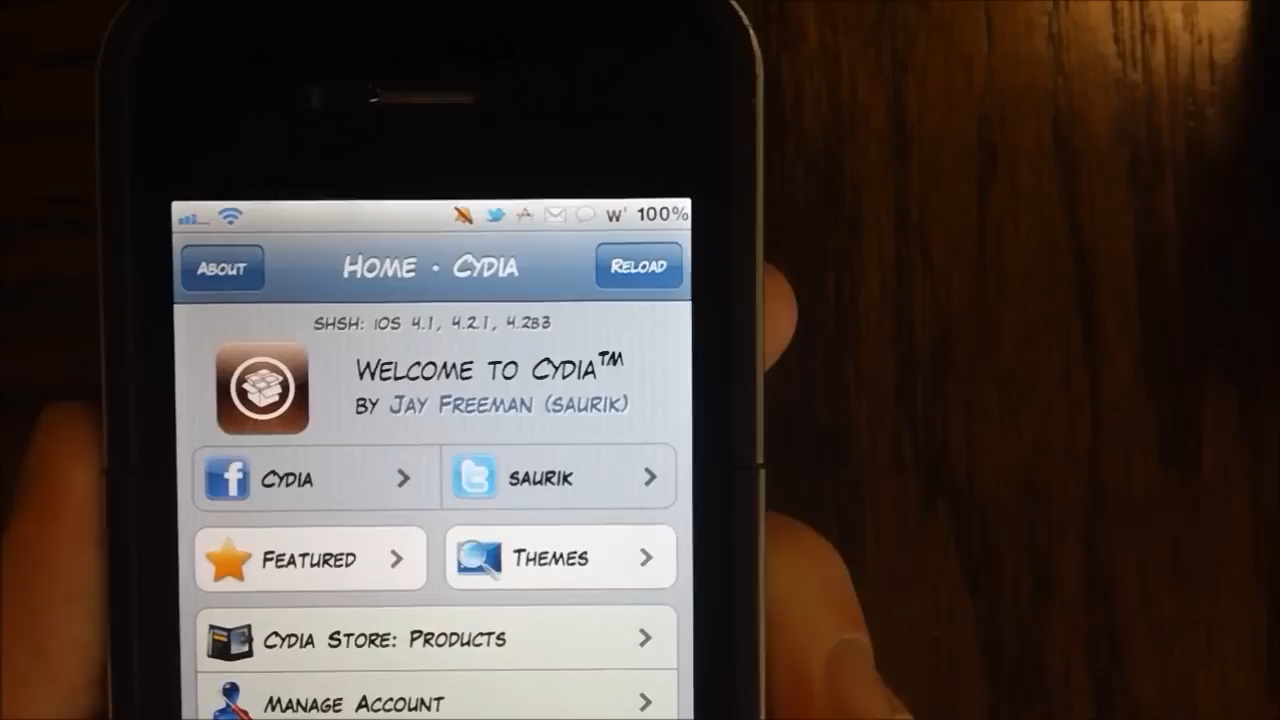 W' 100%
ABOUT HOME • CYDIA RELOAD
SHSH: iOS 4.1, 4.2.1, 4.2B3
WELCOME TO CYDIA™
BY JAY FREEMAN (SAURIK)
CYDIA SAURIK
FEATURED THEMES
CYDIA STORE: PRODUCTS
MANAGE ACCOUNT